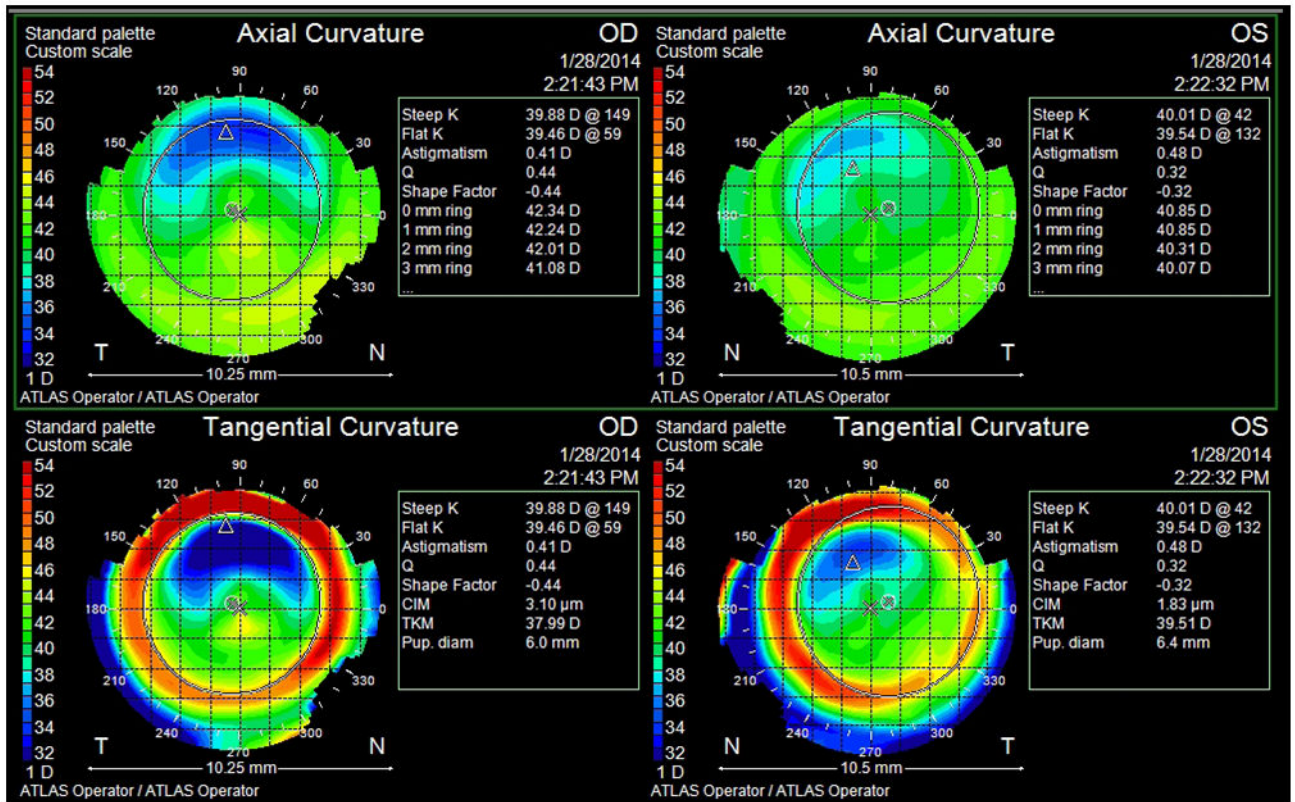 Standard palette
Custom scale
Axial Curvature
OD
1/28/2014
2:21:43 PM
54
52
50
48
46
44
42
40
38
36
34
32
1 D
90
120
60
150
30
180
0
210
330
240
300
270
Steep K 39.88 D @ 149
Flat K 39.46 D @ 59
Astigmatism 0.41 D
Q 0.44
Shape Factor -0.44
0 mm ring 42.34 D
1 mm ring 42.24 D
2 mm ring 42.01 D
3 mm ring 41.08 D
...
T
N
10.25 mm
ATLAS Operator / ATLAS Operator
Standard palette
Custom scale
Axial Curvature
OS
1/28/2014
2:22:32 PM
54
52
50
48
46
44
42
40
38
36
34
32
1 D
90
120
60
150
30
180
0
210
330
240
300
270
Steep K 40.01 D @ 42
Flat K 39.54 D @ 132
Astigmatism 0.48 D
Q 0.32
Shape Factor -0.32
0 mm ring 40.85 D
1 mm ring 40.85 D
2 mm ring 40.31 D
3 mm ring 40.07 D
...
N
T
10.5 mm
ATLAS Operator / ATLAS Operator
Standard palette
Custom scale
Tangential Curvature
OD
1/28/2014
2:21:43 PM
54
52
50
48
46
44
42
40
38
36
34
32
1 D
90
120
60
150
30
180
0
210
330
240
300
270
Steep K 39.88 D @ 149
Flat K 39.46 D @ 59
Astigmatism 0.41 D
Q 0.44
Shape Factor -0.44
CIM 3.10 µm
TKM 37.99 D
Pup. diam 6.0 mm
T
N
10.25 mm
ATLAS Operator / ATLAS Operator
Standard palette
Custom scale
Tangential Curvature
OS
1/28/2014
2:22:32 PM
54
52
50
48
46
44
42
40
38
36
34
32
1 D
90
120
60
150
30
180
0
210
330
240
300
270
Steep K 40.01 D @ 42
Flat K 39.54 D @ 132
Astigmatism 0.48 D
Q 0.32
Shape Factor -0.32
CIM 1.83 µm
TKM 39.51 D
Pup. diam 6.4 mm
N
T
10.5 mm
ATLAS Operator / ATLAS Operator